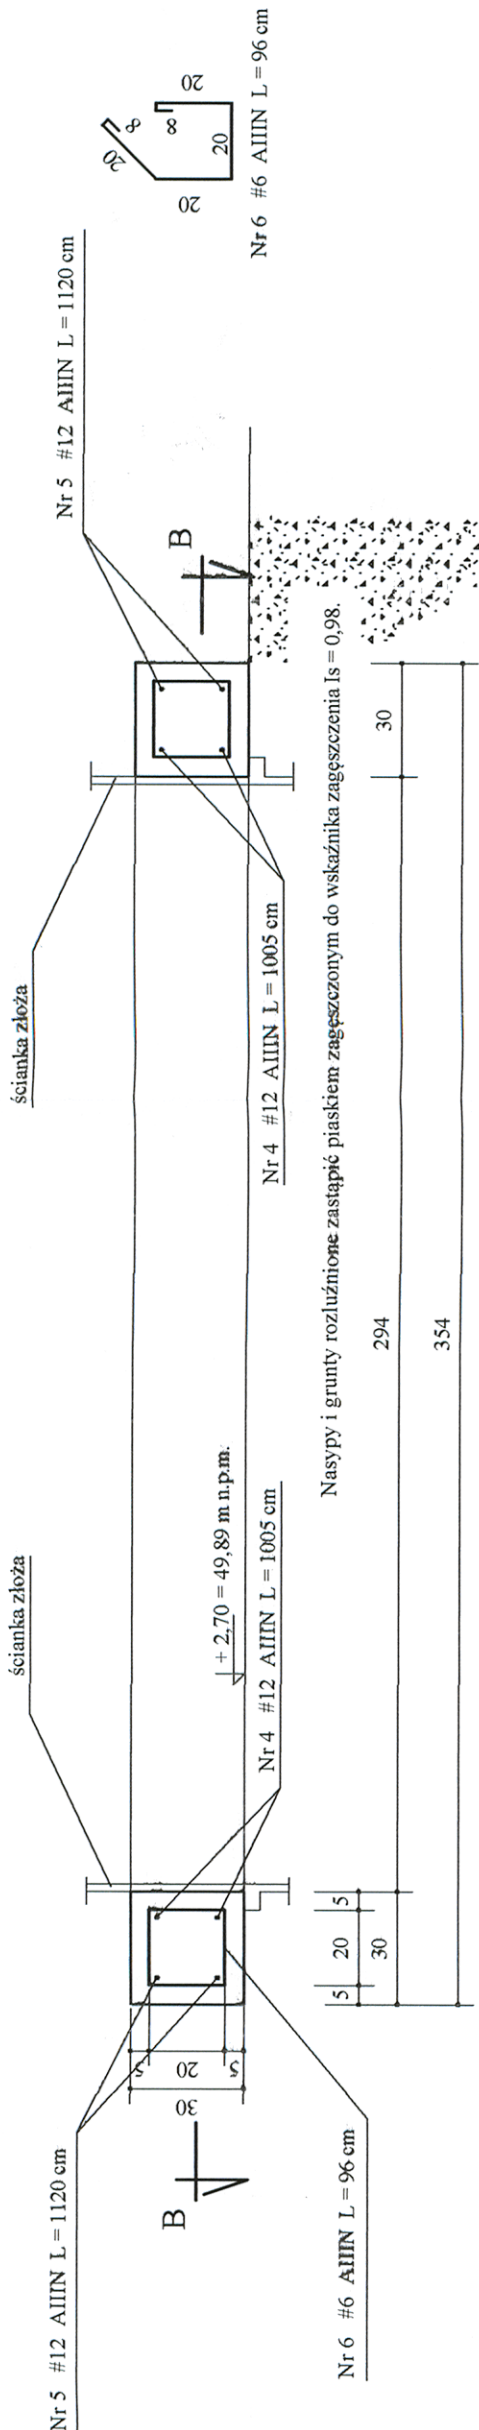 ścianka złoża
ścianka złoża
Nr 5 #12 AIIIN L = 1120 cm
Nr 5 #12 AIIIN L = 1120 cm
20
8
20
8
20
20
Nr 6 #6 AIIIN L = 96 cm
B
B
5
20
5
30
+ 2,70 = 49,89 m n.p.m.
Nr 4 #12 AIIIN L = 1005 cm
Nr 4 #12 AIIIN L = 1005 cm
Nr 6 #6 AIIIN L = 96 cm
Nasypy i grunty rozluźnione zastąpić piaskiem zagęszczonym do wskaźnika zagęszczenia Is = 0,98.
5
20
5
30
294
30
354